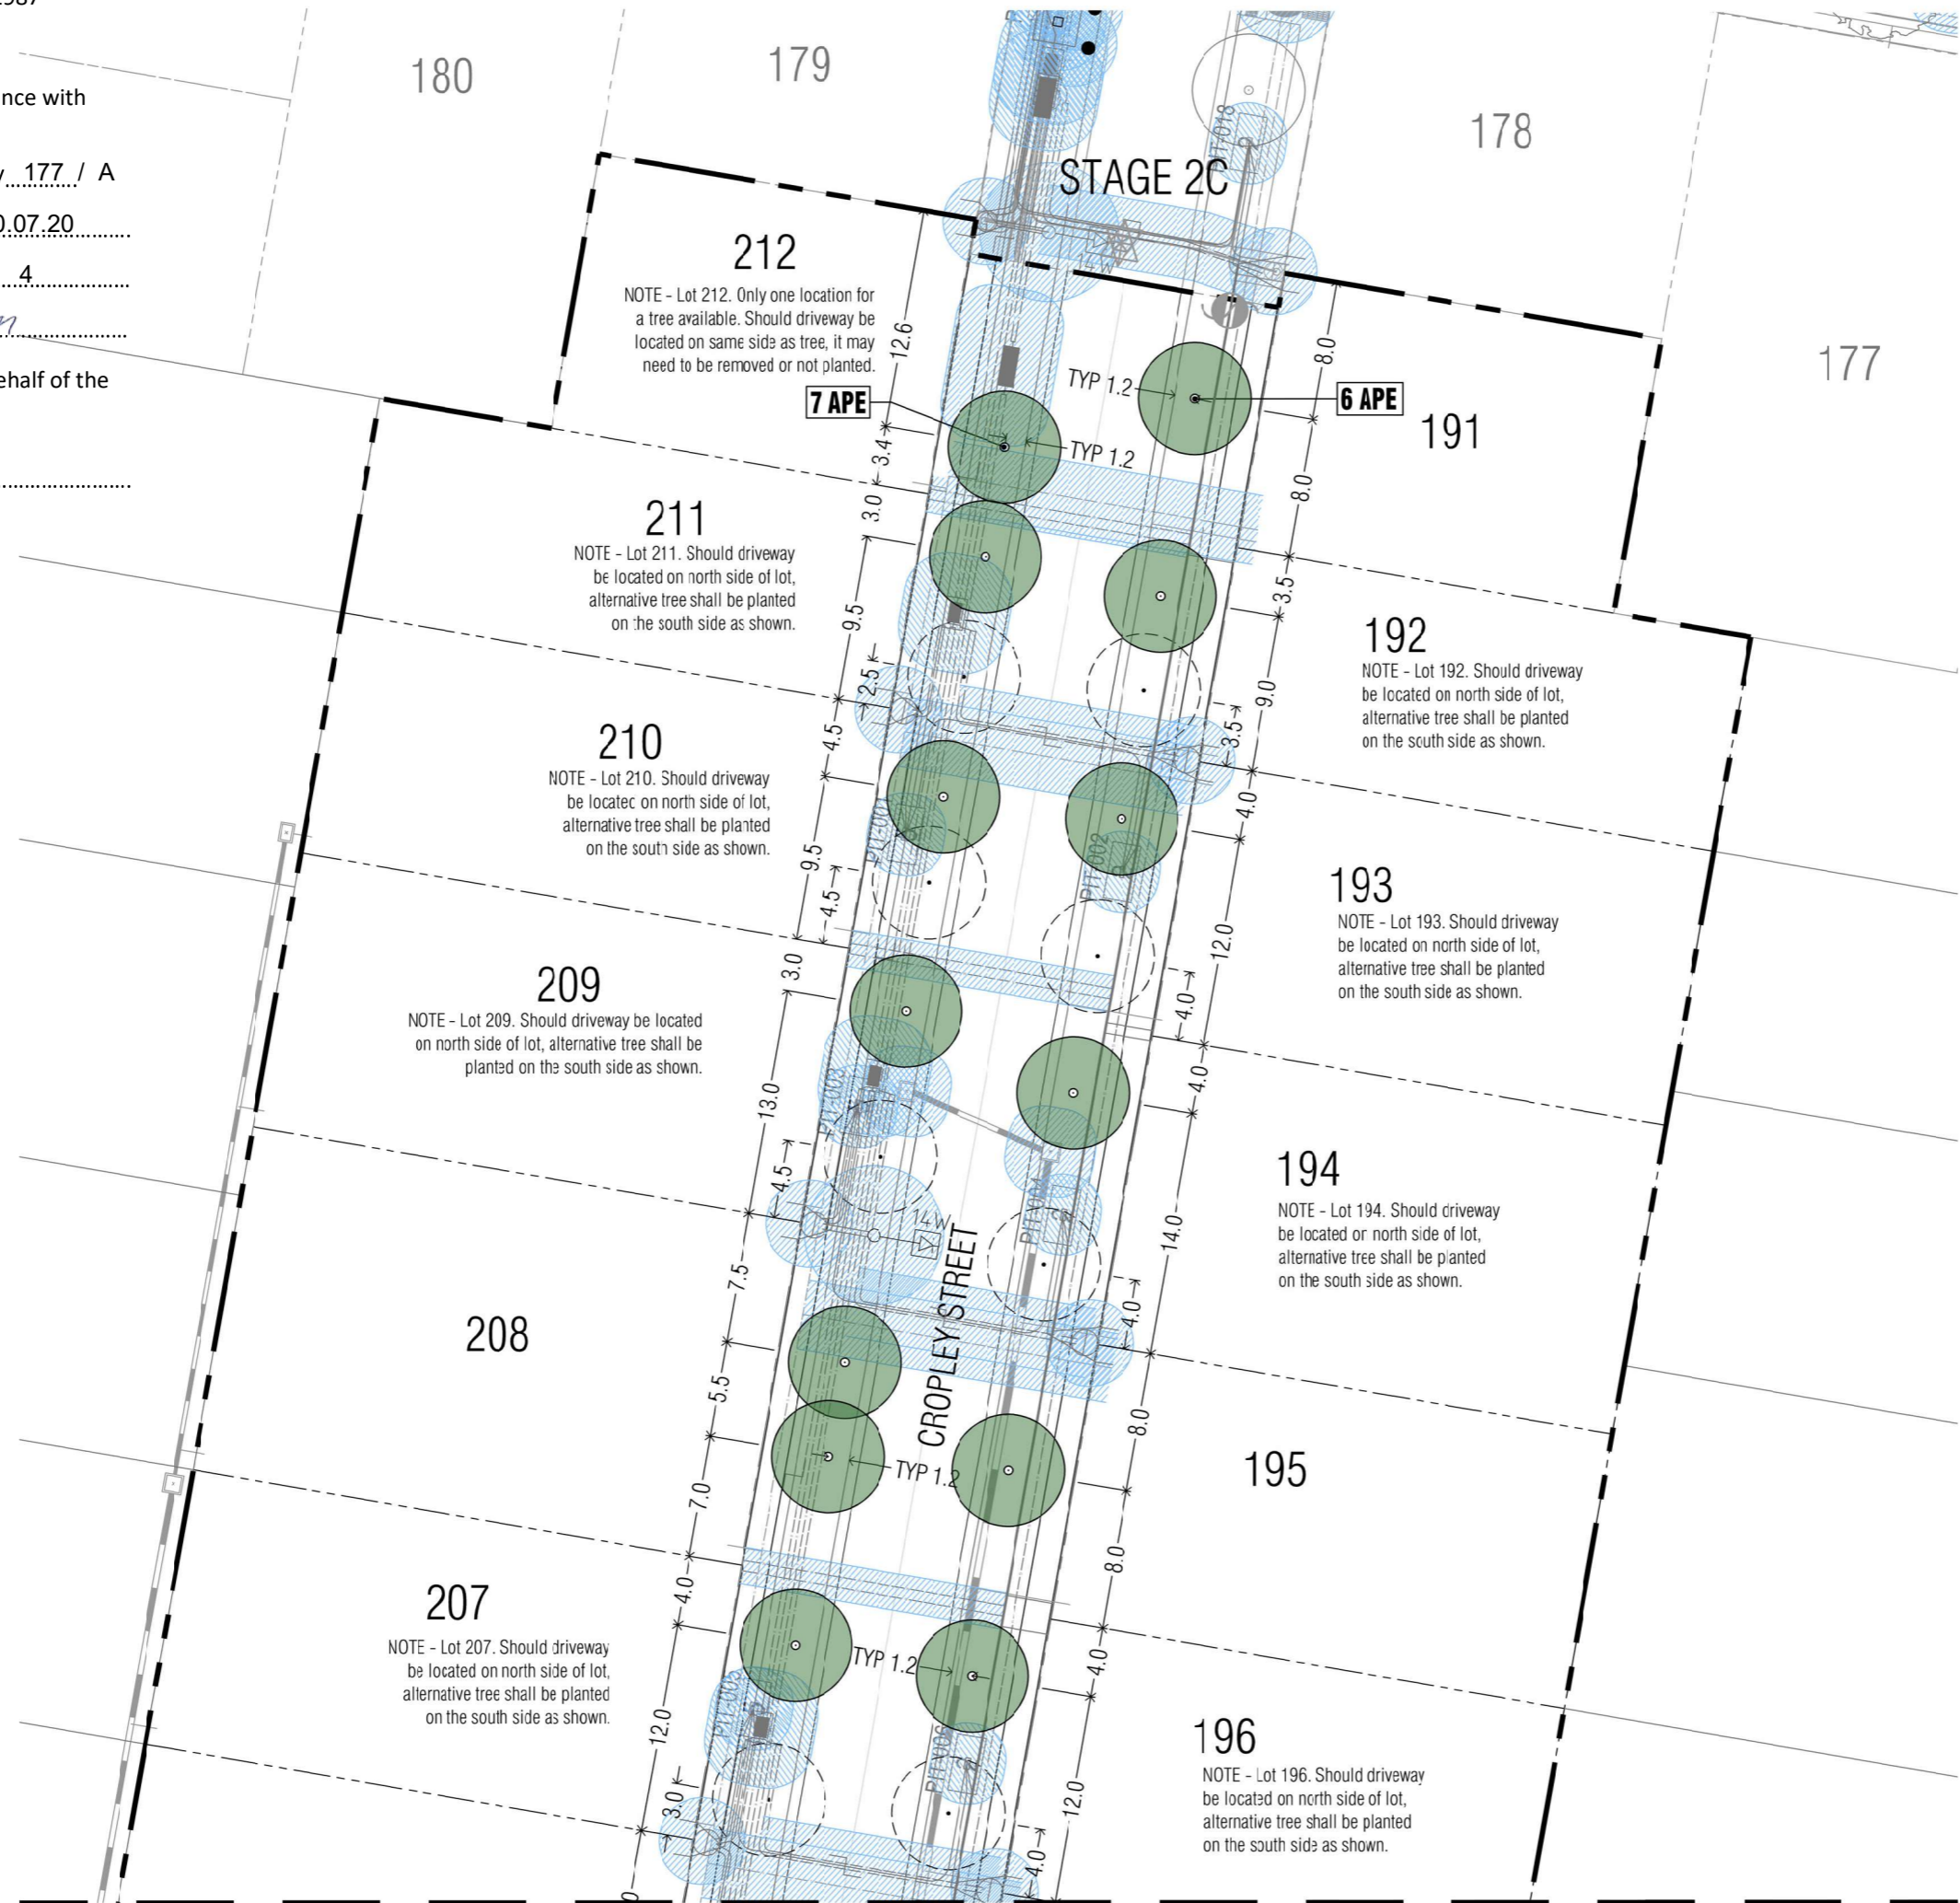 nce with
177 / A
0.07.20
4
ehalf of the
180
179
178
177
STAGE 2C
212
NOTE - Lot 212. Only one location for
a tree available. Should driveway be
located on same side as tree, it may
need to be removed or not planted.
12.6
8.0
TYP 1.2
7 APE
6 APE
191
3.4
TYP 1.2
8.0
3.0
211
NOTE - Lot 211. Should driveway
be located on north side of lot,
alternative tree shall be planted
on the south side as shown.
9.5
2.5
3.5
9.0
3.5
192
NOTE - Lot 192. Should driveway
be located on north side of lot,
alternative tree shall be planted
on the south side as shown.
210
NOTE - Lot 210. Should driveway
be located on north side of lot,
alternative tree shall be planted
on the south side as shown.
4.5
9.5
4.5
4.0
PIT-002
12.0
4.0
193
NOTE - Lot 193. Should driveway
be located on north side of lot,
alternative tree shall be planted
on the south side as shown.
209
NOTE - Lot 209. Should driveway be located
on north side of lot, alternative tree shall be
planted on the south side as shown.
3.0
13.0
PIT-003
4.5
4.0
14.0
4.0
194
NOTE - Lot 194. Should driveway
be located on north side of lot,
alternative tree shall be planted
on the south side as shown.
14W
CROPLEY STREET
208
7.5
5.5
TYP 1.2
7.0
8.0
8.0
195
207
NOTE - Lot 207. Should driveway
be located on north side of lot,
alternative tree shall be planted
on the south side as shown.
4.0
TYP 1.2
12.0
3.0
4.0
12.0
4.0
196
NOTE - Lot 196. Should driveway
be located on north side of lot,
alternative tree shall be planted
on the south side as shown.